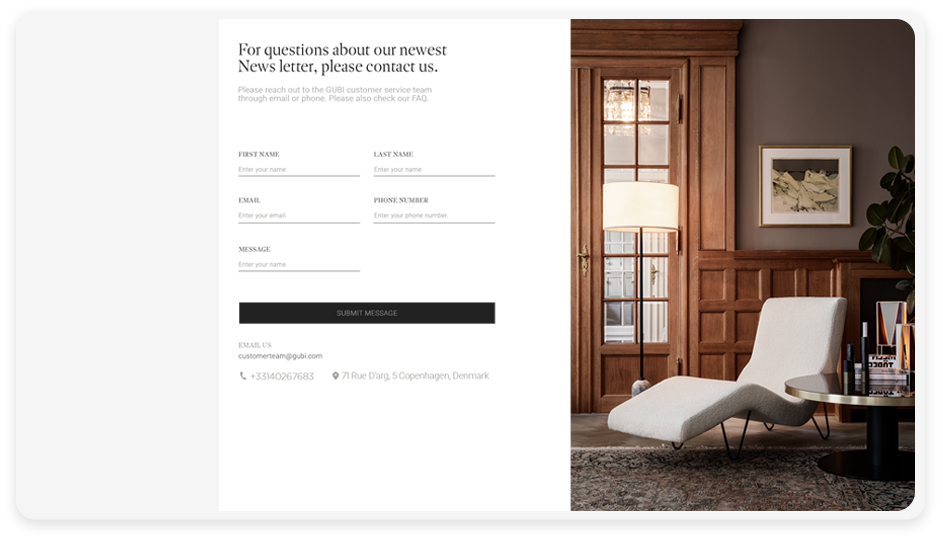 For questions about our newest
News letter, please contact us.
Please reach out to the GUBI customer service team
through email or phone. Please also check our FAQ.
FIRST NAME
LAST NAME
Enter your name
Enter your name
EMAIL
PHONE NUMBER
Enter your email
Enter your phone number
MESSAGE
Enter your name
SUBMIT MESSAGE
EMAIL US
customerteam@gubi.com
+33140267683
71 Rue D'arg, 5 Copenhagen, Denmark